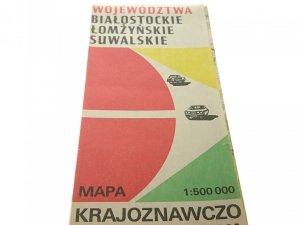 WOJEWÓDZTWA
BIAŁOSTOCKIE
ŁOMŻYŃSKIE
SUWALSKIE
MAPA 1:500 000
KRAJOZNAWCZO